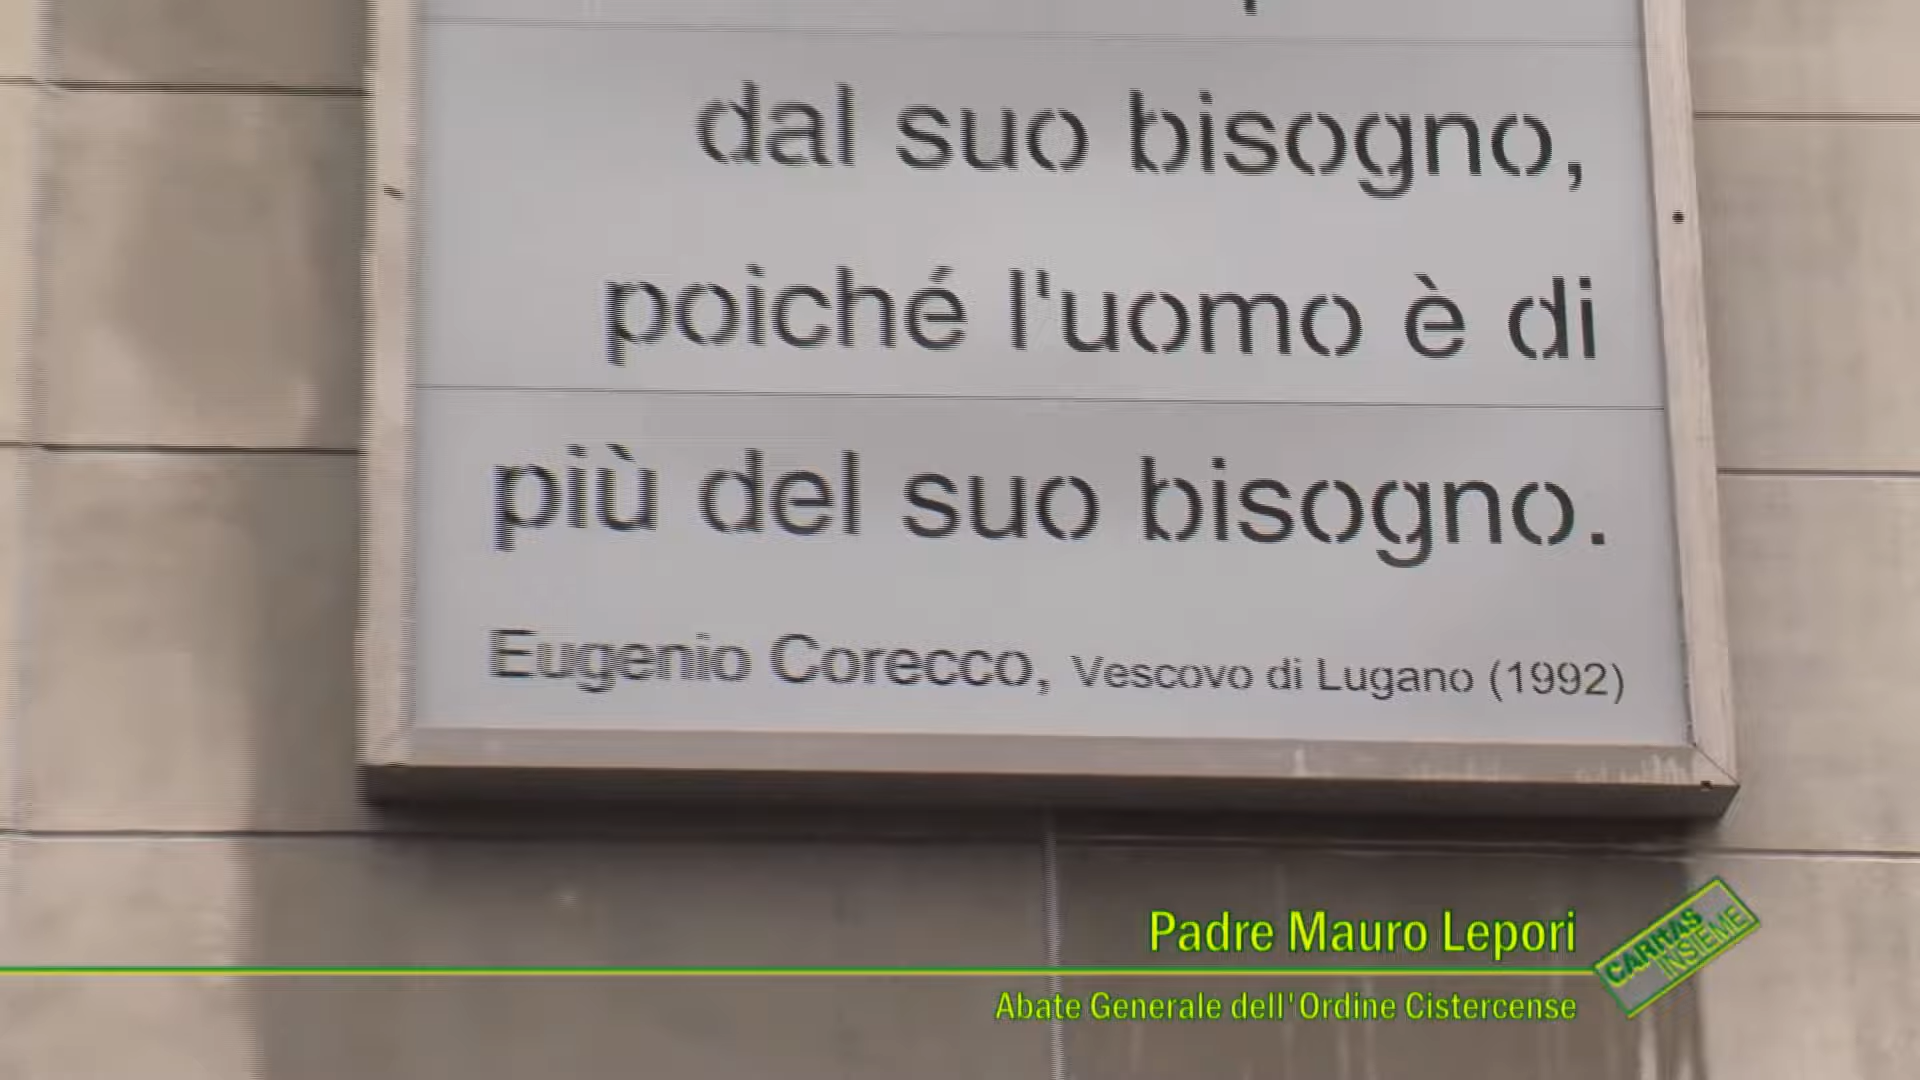 dal suo bisogno,
poiché l'uomo è di
più del suo bisogno.
Eugenio Corecco, Vescovo di Lugano (1992)
Padre Mauro Lepori
Abate Generale dell'Ordine Cistercense
CARITAS
INSIEME